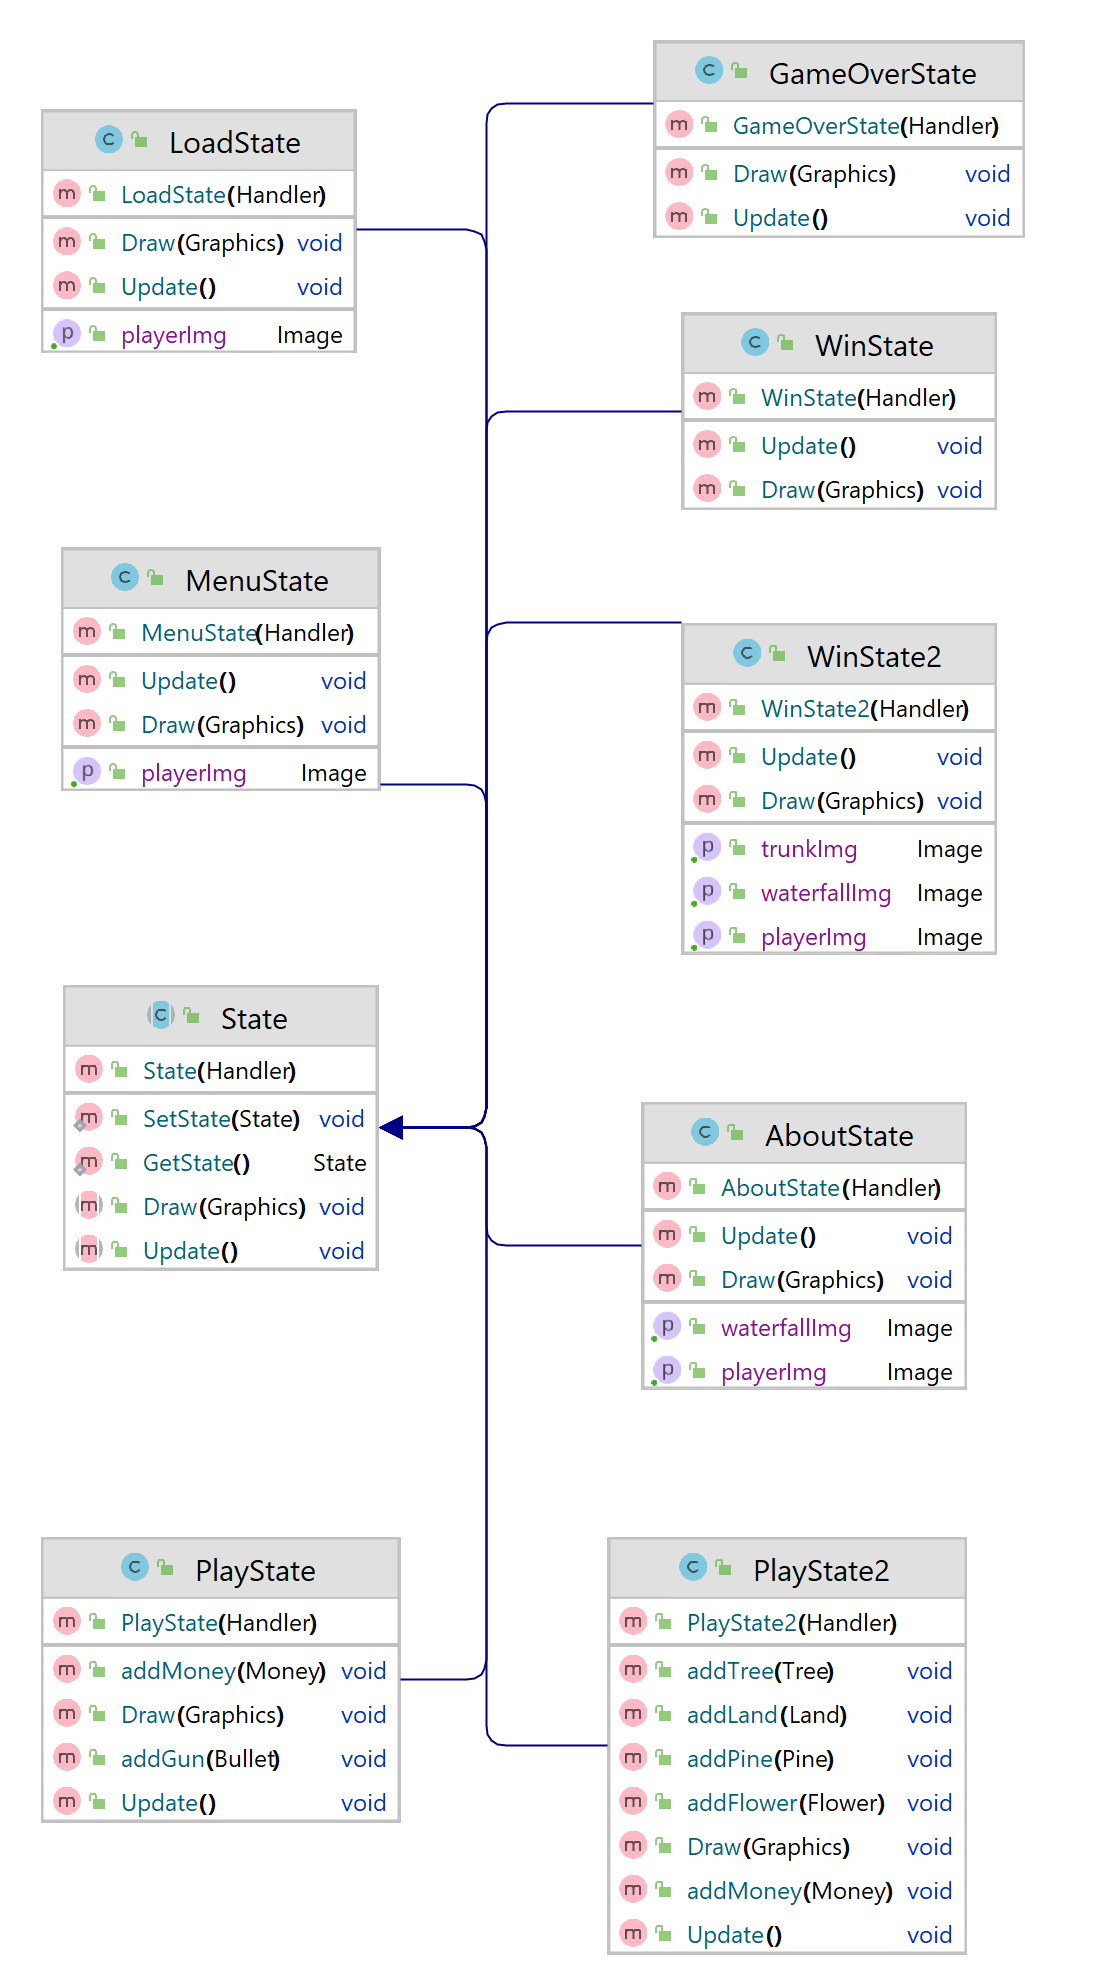 GameOverState
GameOverState(Handler)
Draw(Graphics) void
Update() void
LoadState
LoadState(Handler)
Draw(Graphics) void
Update() void
playerImg Image
WinState
WinState(Handler)
Update() void
Draw(Graphics) void
MenuState
MenuState(Handler)
Update() void
Draw(Graphics) void
playerImg Image
WinState2
WinState2(Handler)
Update() void
Draw(Graphics) void
trunkImg Image
waterfallImg Image
playerImg Image
State
State(Handler)
SetState(State) void
GetState() State
Draw(Graphics) void
Update() void
AboutState
AboutState(Handler)
Update() void
Draw(Graphics) void
waterfallImg Image
playerImg Image
PlayState
PlayState(Handler)
addMoney(Money) void
Draw(Graphics) void
addGun(Bullet) void
Update() void
PlayState2
PlayState2(Handler)
addTree(Tree) void
addLand(Land) void
addPine(Pine) void
addFlower(Flower) void
Draw(Graphics) void
addMoney(Money) void
Update() void